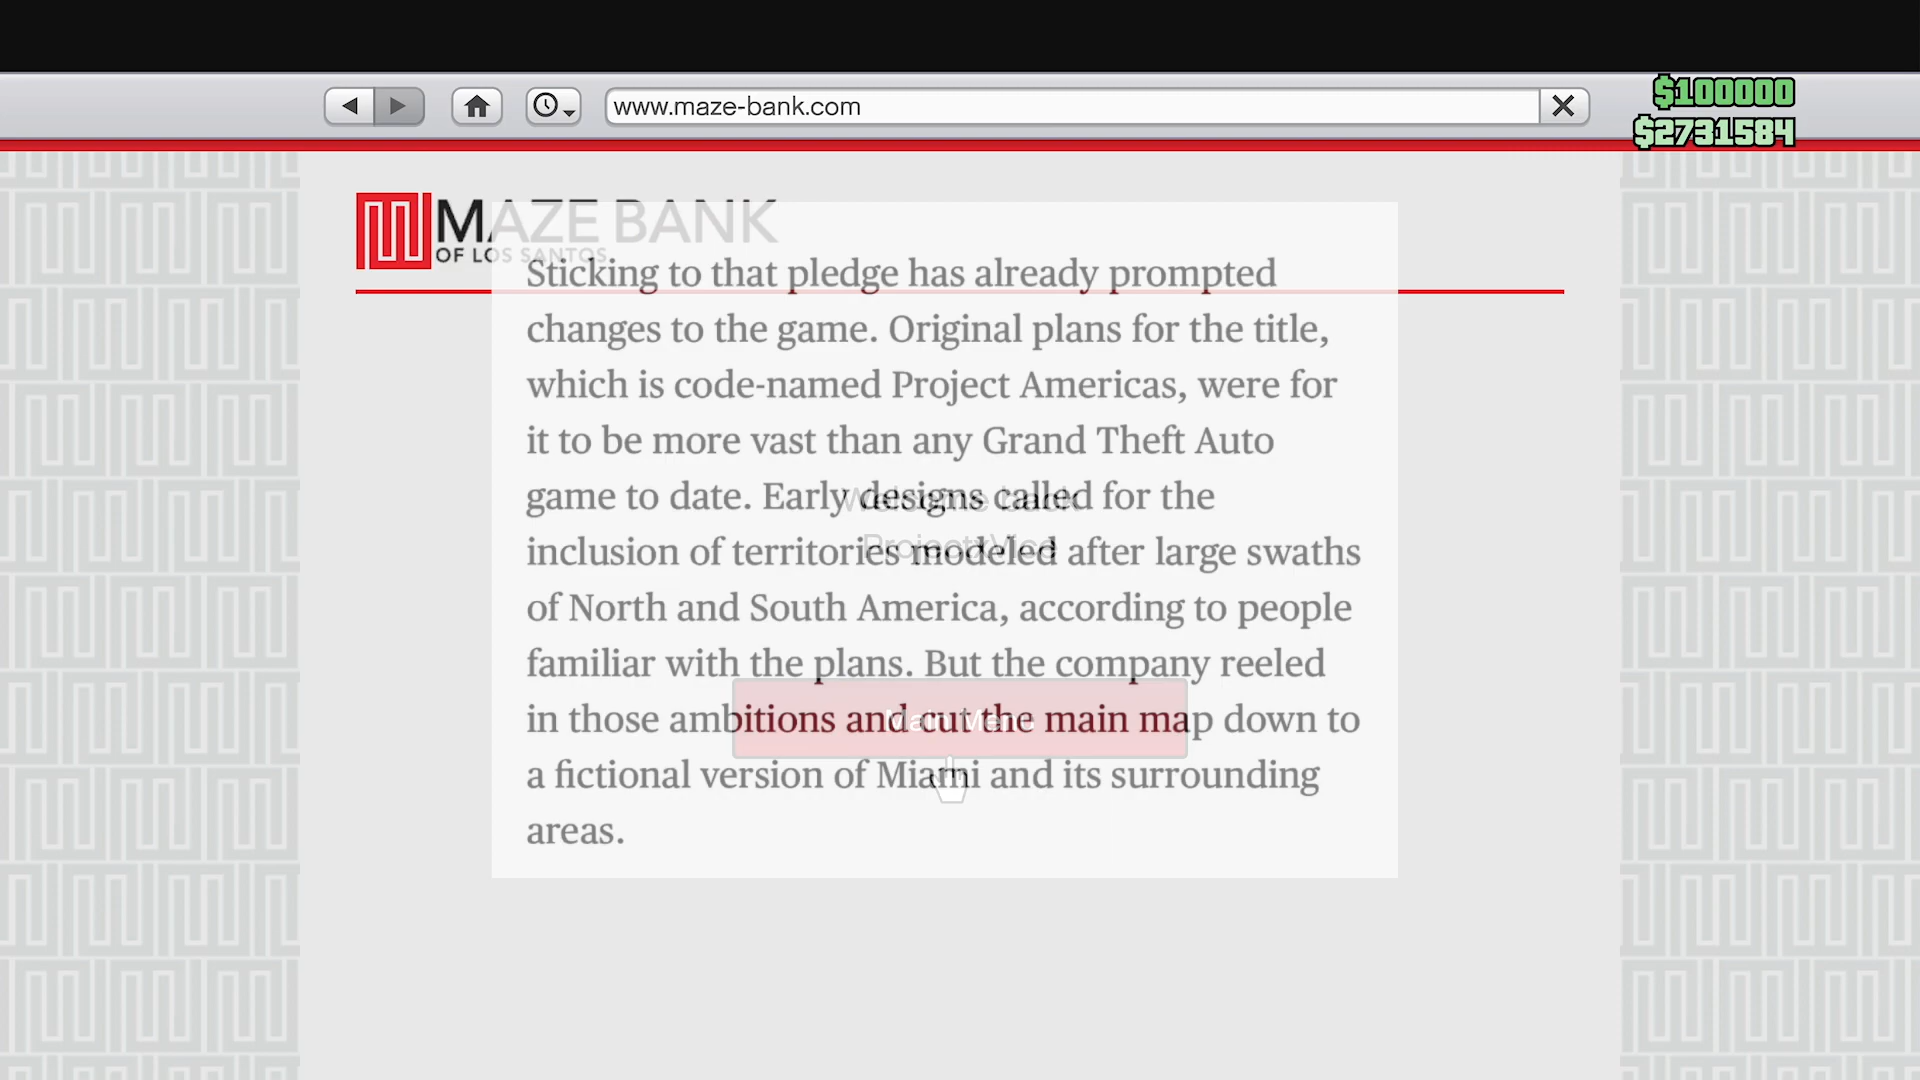 www.maze-bank.com
$100000
$2731584
MAZE BANK
OF LOS SANTOS
Sticking to that pledge has already prompted
changes to the game. Original plans for the title,
which is code-named Project Americas, were for
it to be more vast than any Grand Theft Auto
game to date. Early designs called for the
Welcome back
inclusion of territories modeled after large swaths
of North and South America, according to people
familiar with the plans. But the company reeled
in those ambitions and cut the main map down to
Main Menu
a fictional version of Miami and its surrounding
areas.